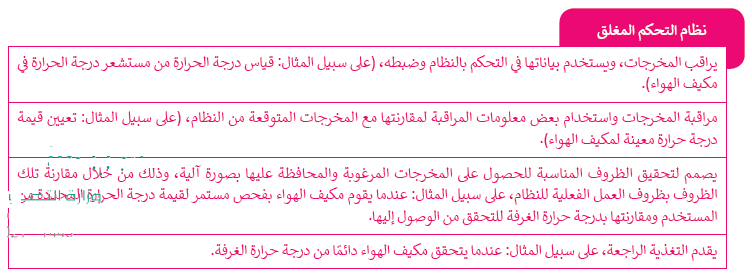 نظام التحكم المغلق
يراقب المخرجات، ويستخدم بياناتها في التحكم بالنظام وضبطه، (على سبيل المثال: قياس درجة الحرارة من مستشعر درجة الحرارة في
مكيف الهواء).
مراقبة المخرجات واستخدام بعض معلومات المراقبة لمقارنتها مع المخرجات المتوقعة من النظام، (على سبيل المثال: تعيين قيمة
درجة حرارة معينة لمكيف الهواء).
يصمم لتحقيق الظروف المناسبة للحصول على المخرجات المرغوبة والمحافظة عليها بصورة آلية، وذلك من خلال مقارنة تلك
الظروف بظروف العمل الفعلية للنظام، على سبيل المثال: عندما يقوم مكيف الهواء بفحص مستمر لقيمة درجة الحرارة المحددة من
المستخدم ومقارنتها بدرجة حرارة الغرفة للتحقق من الوصول إليها.
يقدم التغذية الراجعة، على سبيل المثال: عندما يتحقق مكيف الهواء دائمًا من درجة حرارة الغرفة.